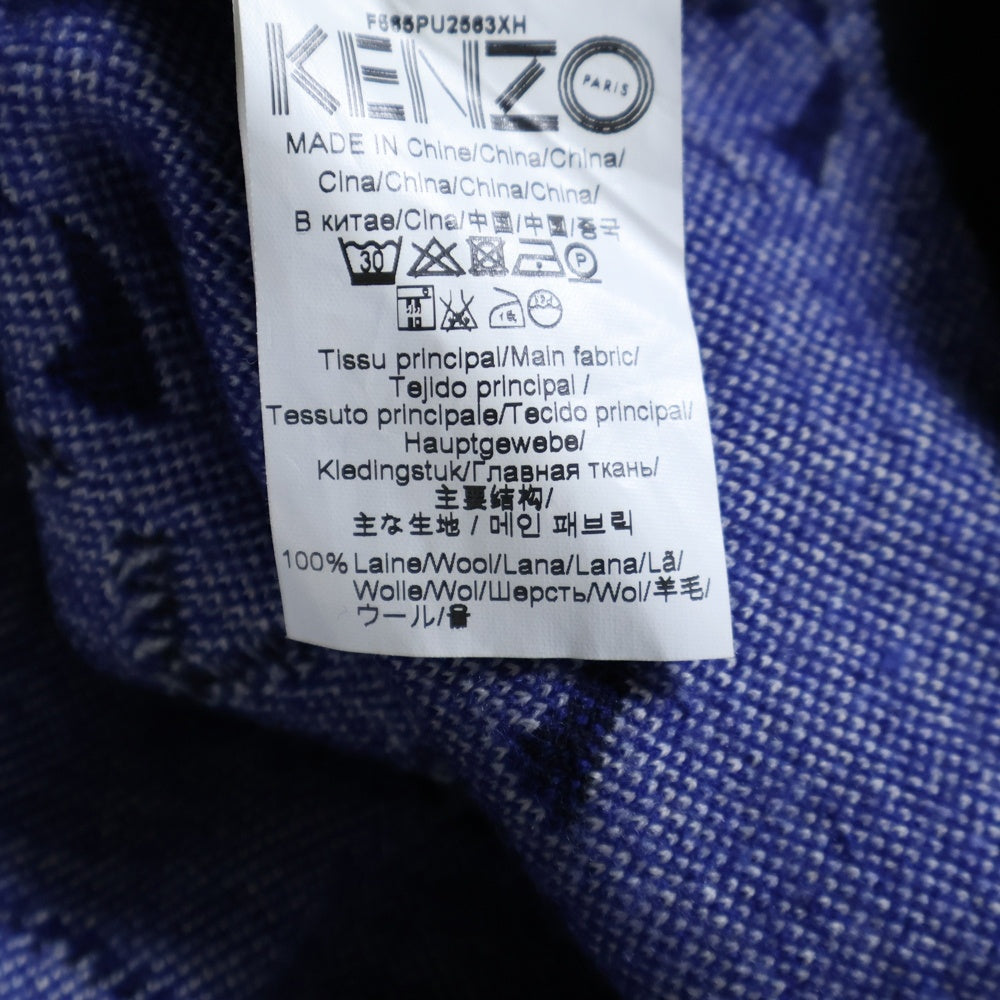 F565PU2563XH
KENZO PARIS
MADE IN Chine/China/China/
Cina/China/China/China/
В китае/Cina/中国/中國/중국
30 P
Tissu principal/Main fabric/
Tejido principal /
Tessuto principale/Tecido principal/
Hauptgewebe/
Kledingstuk/Главная ткань/
主要结构/
主な生地 / 메인 패브릭
100% Laine/Wool/Lana/Lana/Lã/
Wolle/Wol/Шерсть/Wol/羊毛/
ウール/울